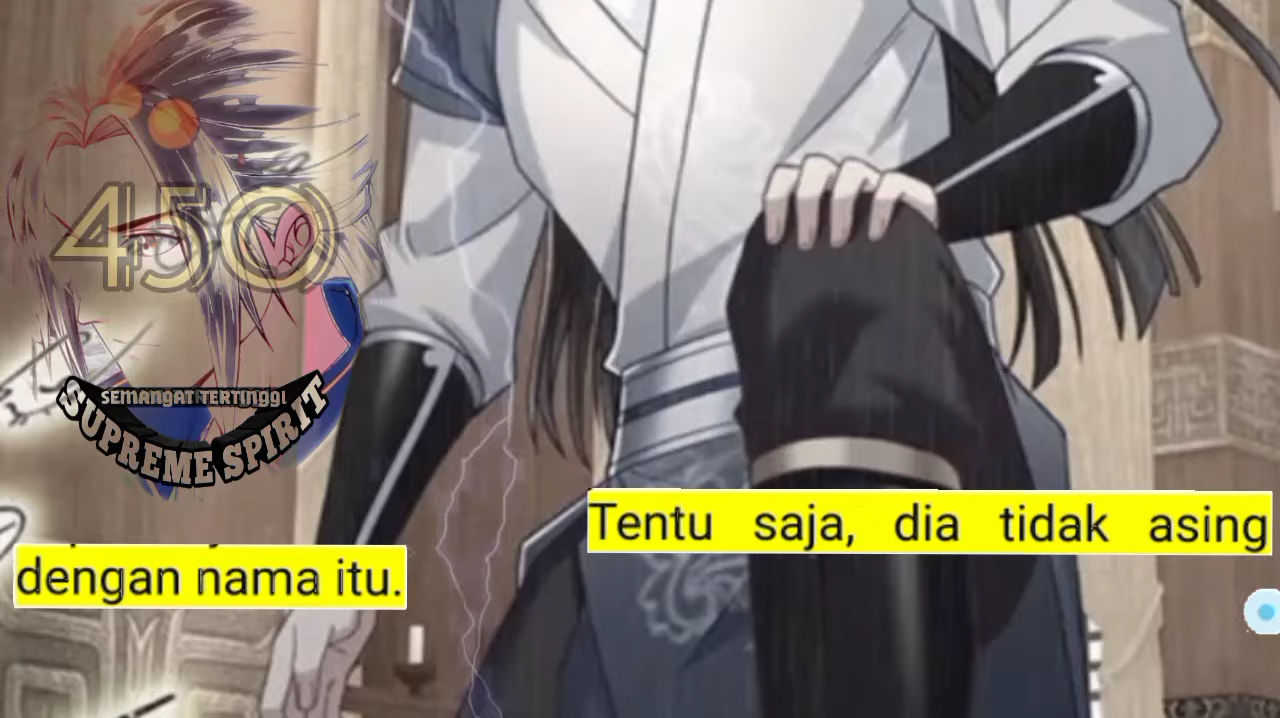 450
SEMANGAT TERTINGGI
SUPREME SPIRIT
Tentu saja, dia tidak asing
dengan nama itu.